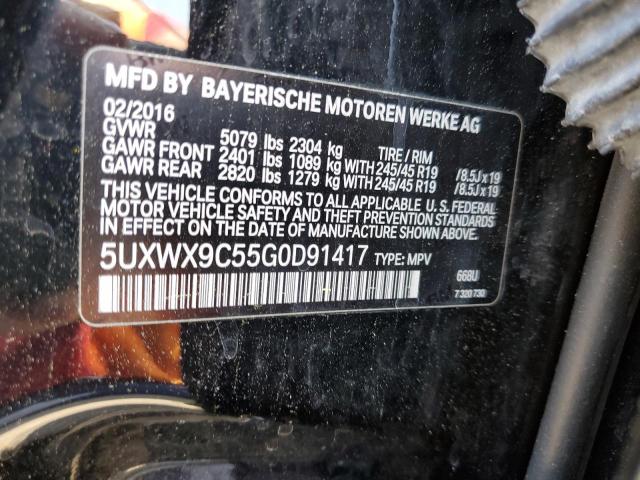 MFD BY BAYERISCHE MOTOREN WERKE AG
02/2016
GVWR 5079 lbs 2304 kg TIRE / RIM
GAWR FRONT 2401 lbs 1089 kg WITH 245/45 R19 /8.5J x 19
GAWR REAR 2820 lbs 1279 kg WITH 245/45 R19 /8.5J x 19
THIS VEHICLE CONFORMS TO ALL APPLICABLE U. S. FEDERAL
MOTOR VEHICLE SAFETY AND THEFT PREVENTION STANDARDS
IN EFFECT ON THE DATE OF MANUFACTURE SHOWN ABOVE:
5UXWX9C55G0D91417 TYPE: MPV
668U
7 320 730